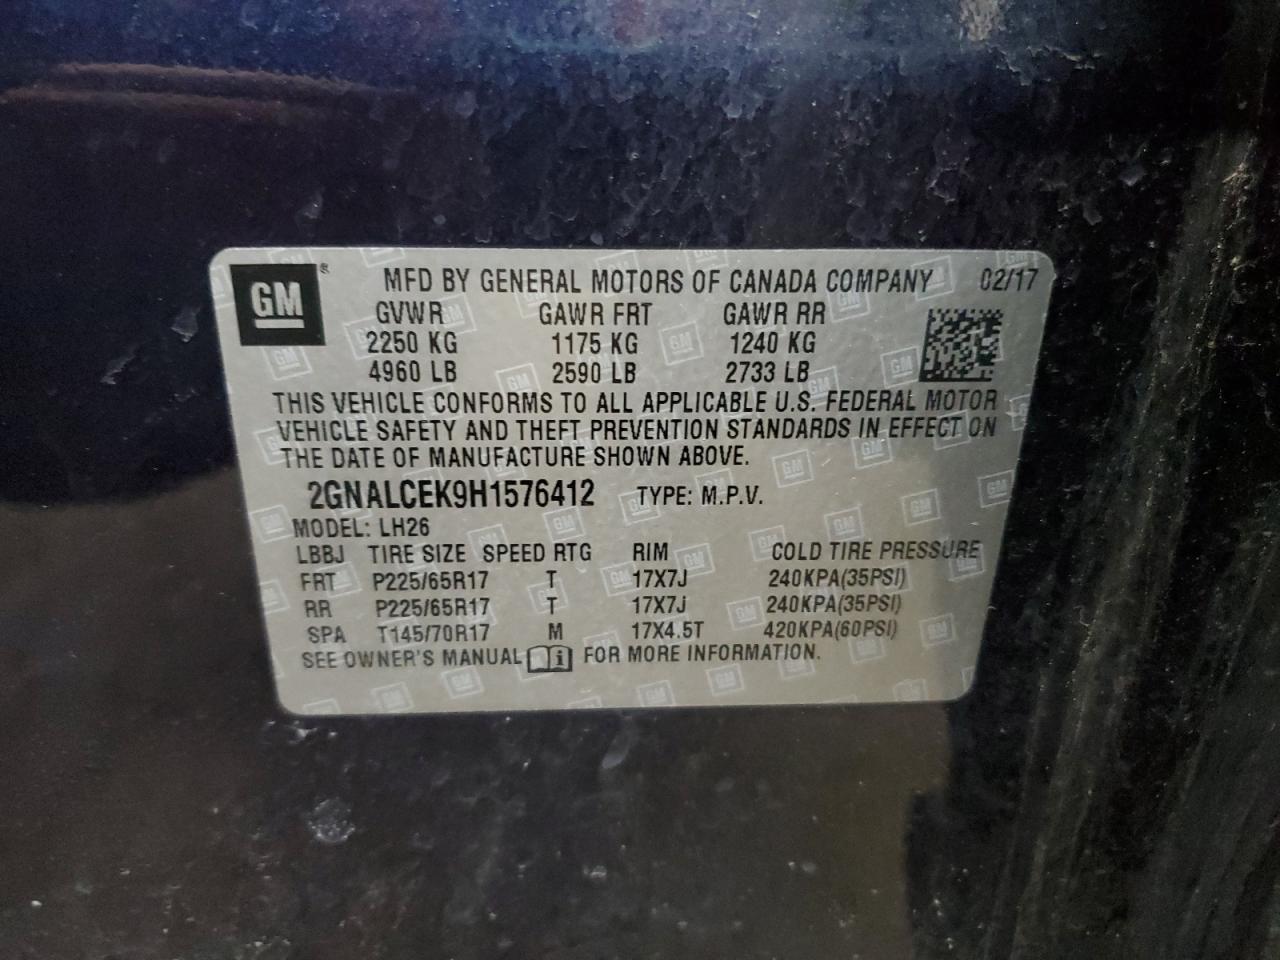 GM ® MFD BY GENERAL MOTORS OF CANADA COMPANY 02/17
GVWR GAWR FRT GAWR RR
2250 KG 1175 KG 1240 KG
4960 LB 2590 LB 2733 LB
THIS VEHICLE CONFORMS TO ALL APPLICABLE U.S. FEDERAL MOTOR
VEHICLE SAFETY AND THEFT PREVENTION STANDARDS IN EFFECT ON
THE DATE OF MANUFACTURE SHOWN ABOVE.
2GNALCEK9H1576412 TYPE: M.P.V.
MODEL: LH26
LBBJ TIRE SIZE SPEED RTG RIM COLD TIRE PRESSURE
FRT P225/65R17 T 17X7J 240KPA(35PSI)
RR P225/65R17 T 17X7J 240KPA(35PSI)
SPA T145/70R17 M 17X4.5T 420KPA(60PSI)
SEE OWNER'S MANUAL i FOR MORE INFORMATION.